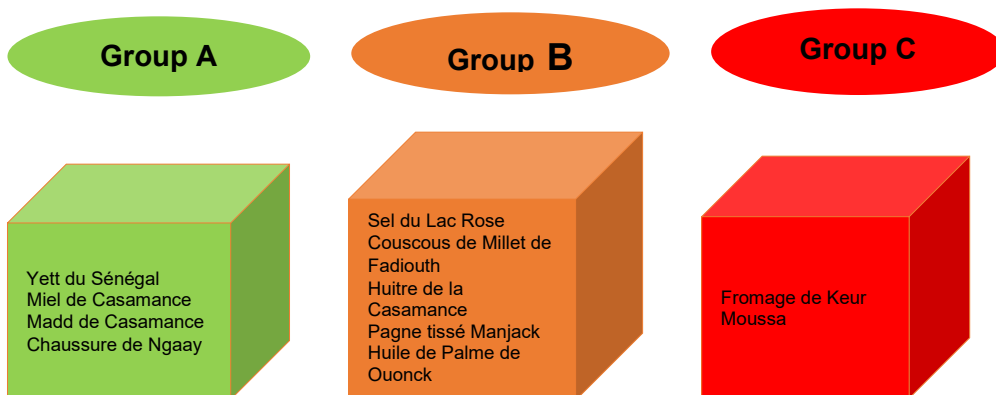 Group A
Group B
Group C
Yett du Sénégal
Miel de Casamance
Madd de Casamance
Chaussure de Ngaay
Sel du Lac Rose
Couscous de Millet de
Fadiouth
Huitre de la
Casamance
Pagne tissé Manjack
Huile de Palme de
Ouonck
Fromage de Keur
Moussa